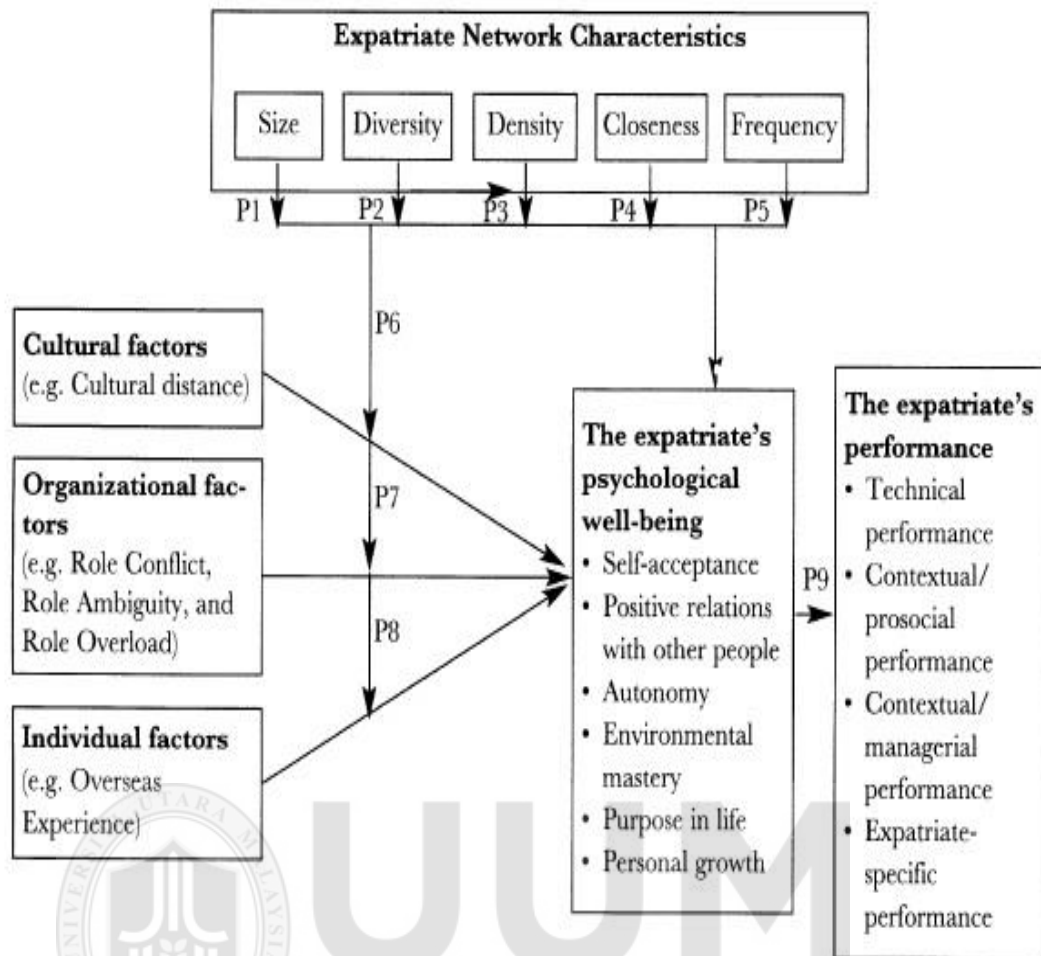 Expatriate Network Characteristics
Size
Diversity
Density
Closeness
Frequency
P1
P2
P3
P4
P5
P6
Cultural factors
(e.g. Cultural distance)
P7
Organizational fac-
tors
(e.g. Role Conflict,
Role Ambiguity, and
Role Overload)
P8
Individual factors
(e.g. Overseas
Experience)
The expatriate's
psychological
well-being
• Self-acceptance
• Positive relations
with other people
• Autonomy
• Environmental
mastery
• Purpose in life
• Personal growth
P9
The expatriate's
performance
• Technical
performance
• Contextual/
prosocial
performance
• Contextual/
managerial
performance
• Expatriate-
specific
performance
UNIVERSITI UTARA MALAYSIA
UUM